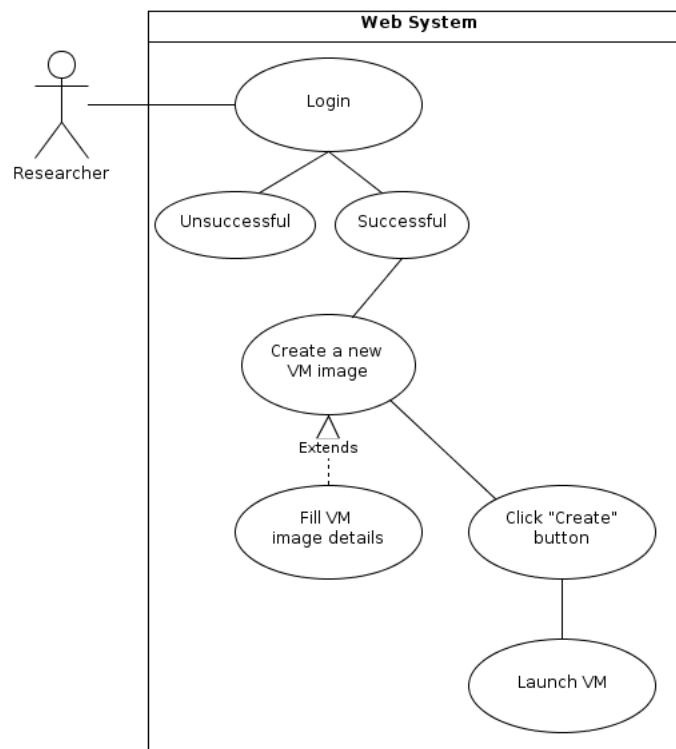 Web System
Login
Researcher
Unsuccessful
Successful
Create a new
VM image
Extends
Fill VM
image details
Click "Create"
button
Launch VM